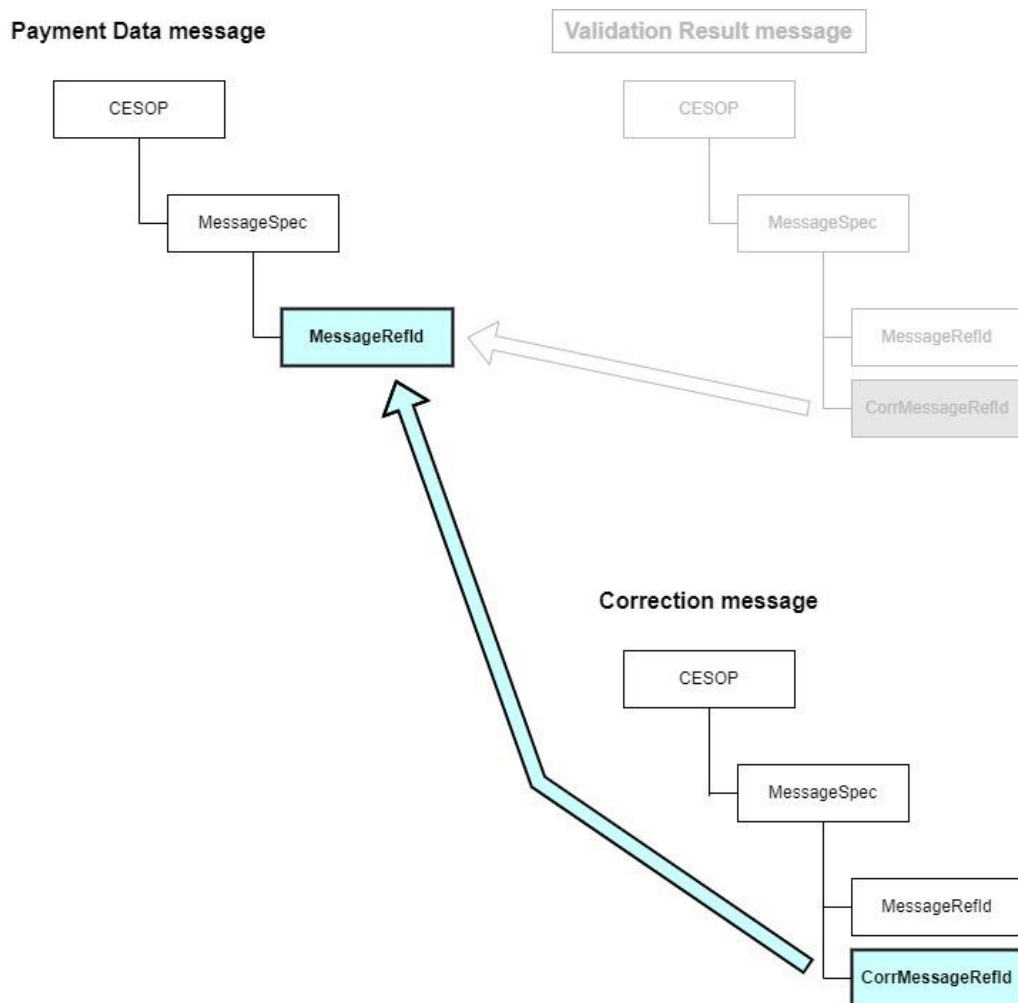 Payment Data message
Validation Result message
CESOP
CESOP
MessageSpec
MessageSpec
MessageRefId
MessageRefId
CorrMessageRefId
Correction message
CESOP
MessageSpec
MessageRefId
CorrMessageRefId